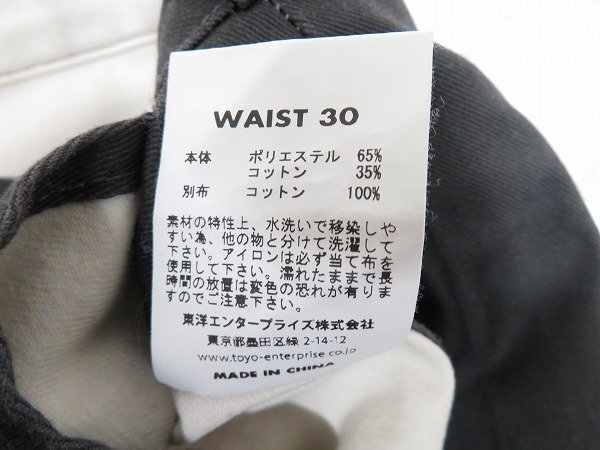 WAIST 30
本体 ポリエステル 65%
コットン 35%
別布 コットン 100%
素材の特性上、水洗いで移染しや
すい為、他の物と分けて洗濯して
下さい。アイロンは必ず当て布を
使用して下さい。濡れたままで長
時間の放置は変色の恐れが有りま
すのでご注意下さい。
東洋エンタープライズ株式会社
東京都墨田区緑 2-14-12
www.toyo-enterprise.co.jp
MADE IN CHINA